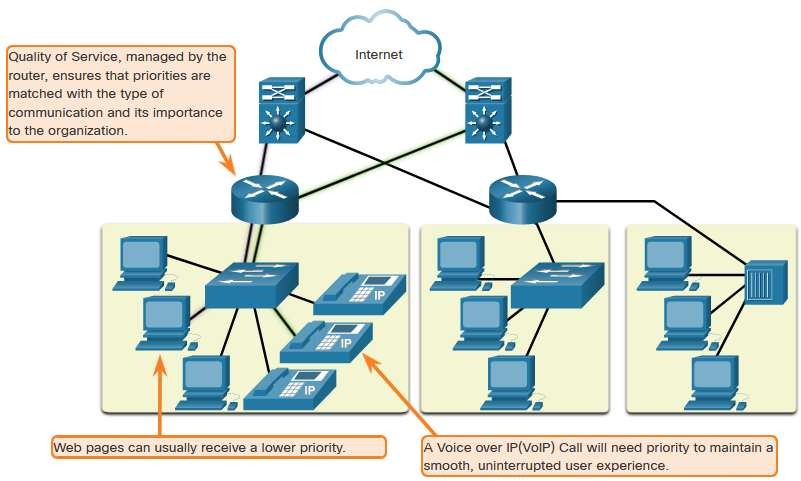 Internet
Quality of Service, managed by the
router, ensures that priorities are
matched with the type of
communication and its importance
to the organization.
IP
IP
IP
Web pages can usually receive a lower priority.
A Voice over IP(VoIP) Call will need priority to maintain a
smooth, uninterrupted user experience.